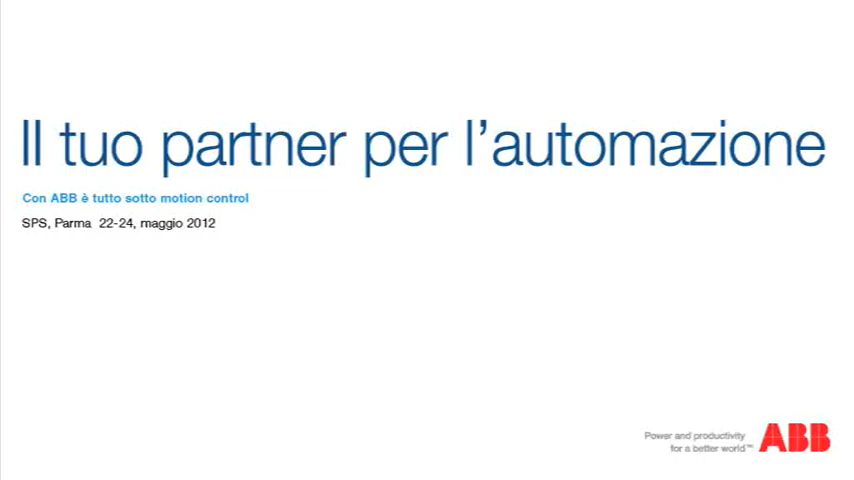 Il tuo partner per l'automazione
Con ABB è tutto sotto motion control
SPS, Parma 22-24, maggio 2012
Power and productivity
for a better world™
ABB